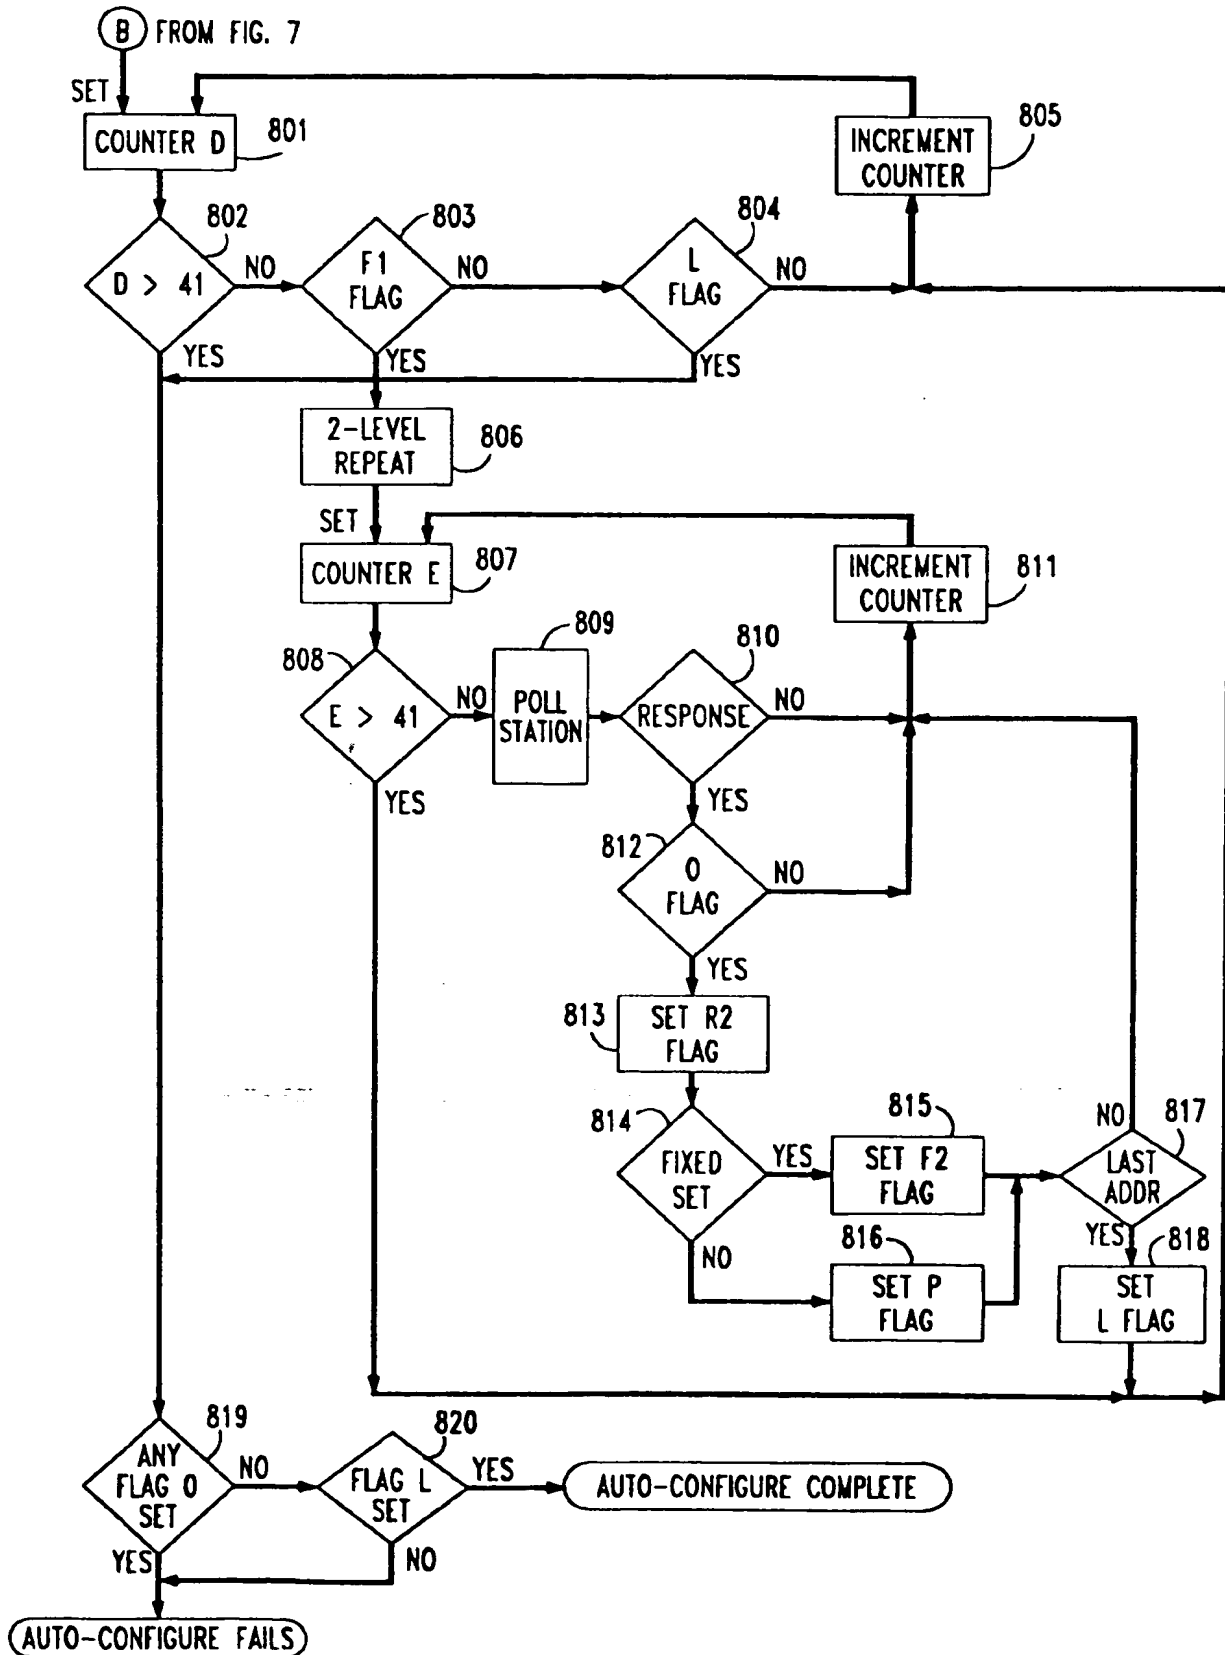 B FROM FIG. 7
SET
COUNTER D
801
INCREMENT
COUNTER
805
802
D > 41
NO
YES
803
F1
FLAG
NO
YES
804
L
FLAG
NO
YES
2-LEVEL
REPEAT
806
SET
COUNTER E
807
INCREMENT
COUNTER
811
808
E > 41
NO
YES
809
POLL
STATION
810
RESPONSE
NO
YES
812
O
FLAG
NO
YES
813
SET R2
FLAG
814
FIXED
SET
YES
NO
815
SET F2
FLAG
816
SET P
FLAG
817
LAST
ADDR
NO
YES
818
SET
L FLAG
819
ANY
FLAG O
SET
NO
YES
820
FLAG L
SET
YES
NO
AUTO-CONFIGURE COMPLETE
AUTO-CONFIGURE FAILS